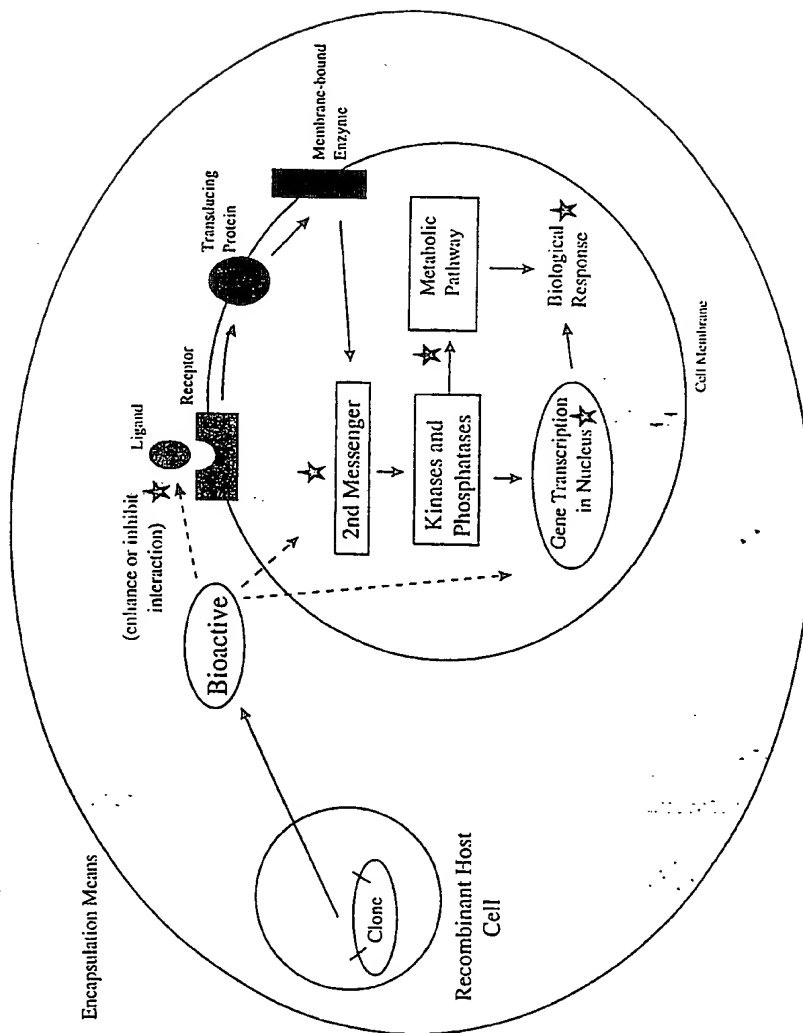 Encapsulation Means
(enhance or inhibit
interaction)
Ligand
Receptor
Transducing
Protein
Membrane-bound
Enzyme
Bioactive
2nd Messenger
Kinases and
Phosphatases
Metabolic
Pathway
Gene Transcription
in Nucleus
Biological
Response
Cell Membrane
Clone
Recombinant Host
Cell